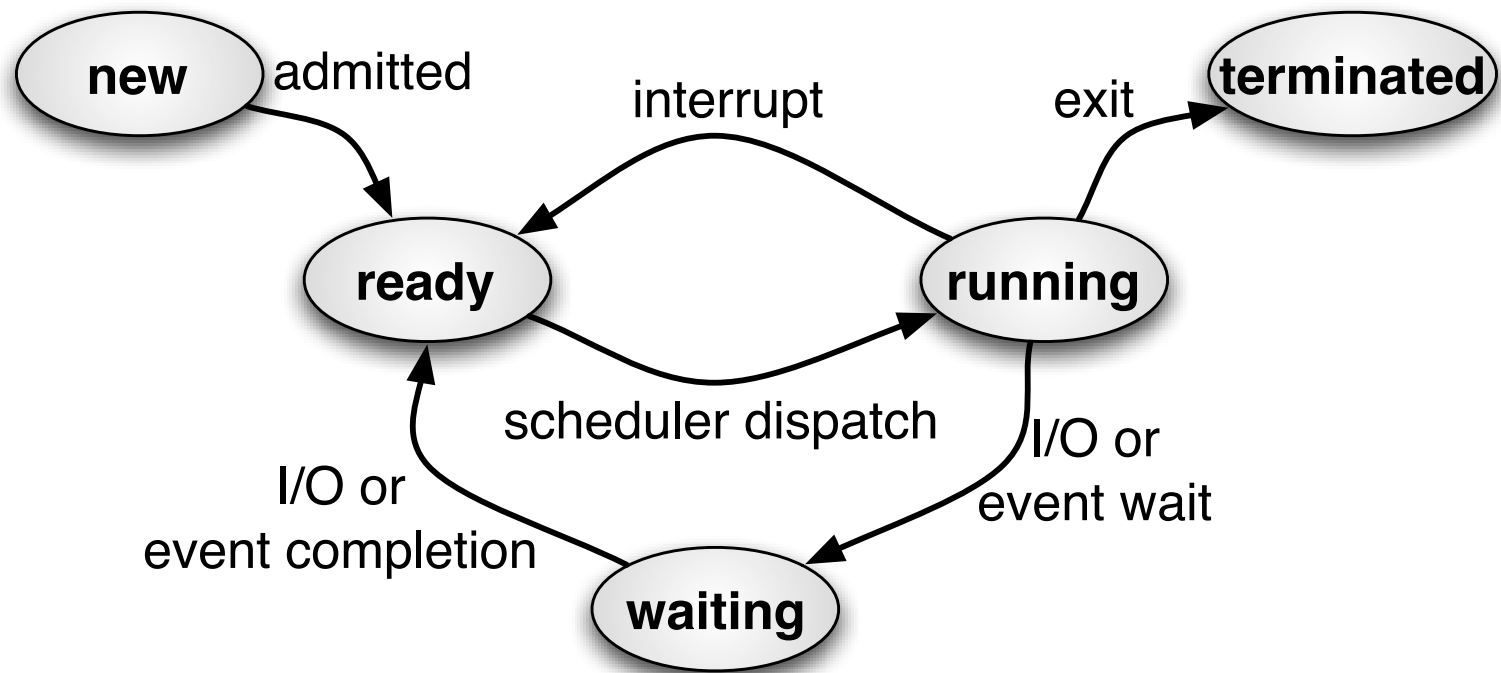 new
admitted
interrupt
exit
terminated
ready
running
scheduler dispatch
I/O or
event wait
I/O or
event completion
waiting